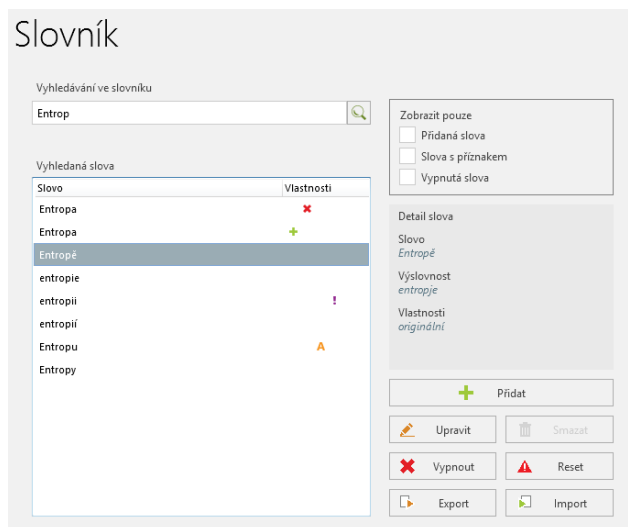 Slovník
Vyhledávání ve slovníku
Entrop
Vyhledaná slova
Slovo Vlastnosti
Entropa
Entropa
Entropě
entropie
entropii !
entropií
Entropu A
Entropy
Zobrazit pouze
Přidaná slova
Slova s příznakem
Vypnutá slova
Detail slova
Slovo
Entropě
Výslovnost
entropje
Vlastnosti
originální
Přidat
Upravit Smazat
Vypnout Reset
Export Import